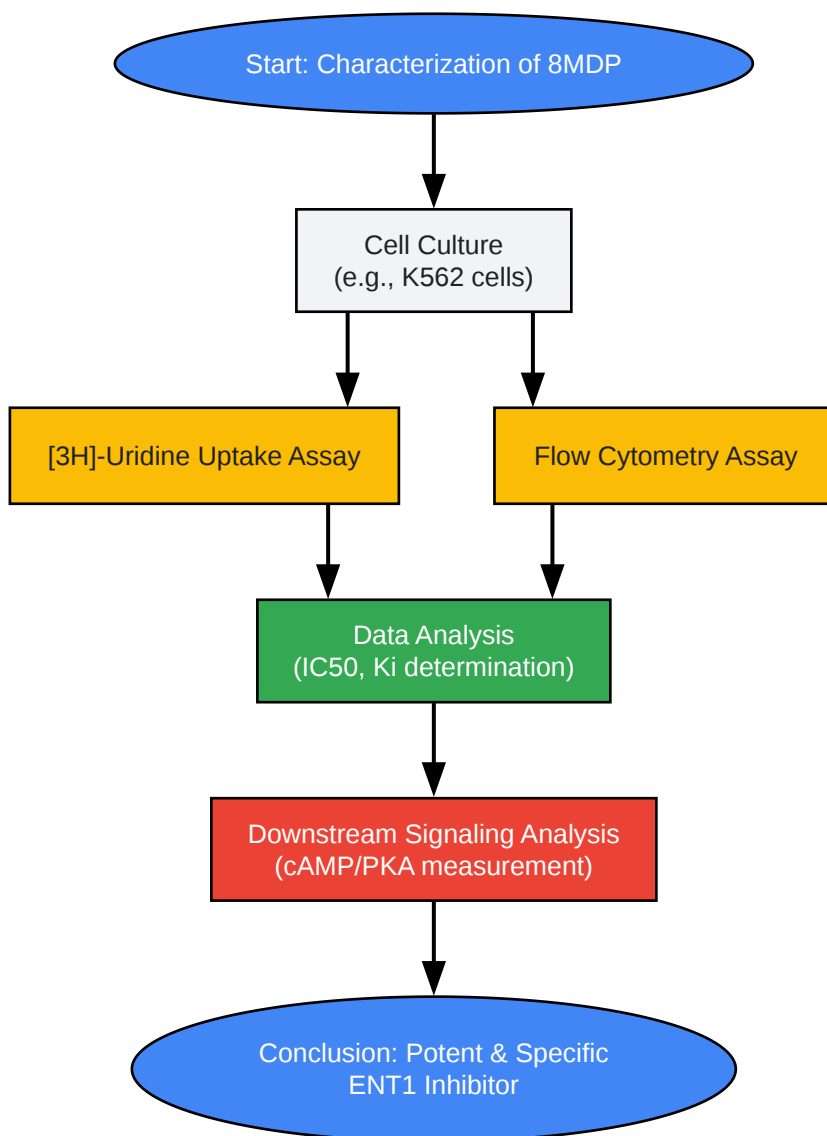 Start: Characterization of 8MDP
Cell Culture
(e.g., K562 cells)
[3H]-Uridine Uptake Assay
Flow Cytometry Assay
Data Analysis
(IC50, Ki determination)
Downstream Signaling Analysis
(cAMP/PKA measurement)
Conclusion: Potent & Specific
ENT1 Inhibitor